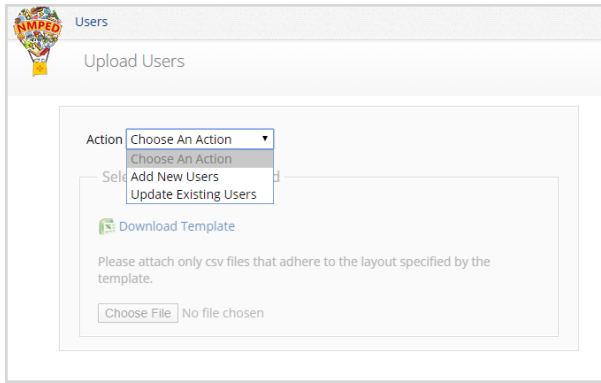 NMPED
Users
Upload Users
Action Choose An Action
Choose An Action
Add New Users
Update Existing Users
Download Template
Please attach only csv files that adhere to the layout specified by the
template.
Choose File No file chosen